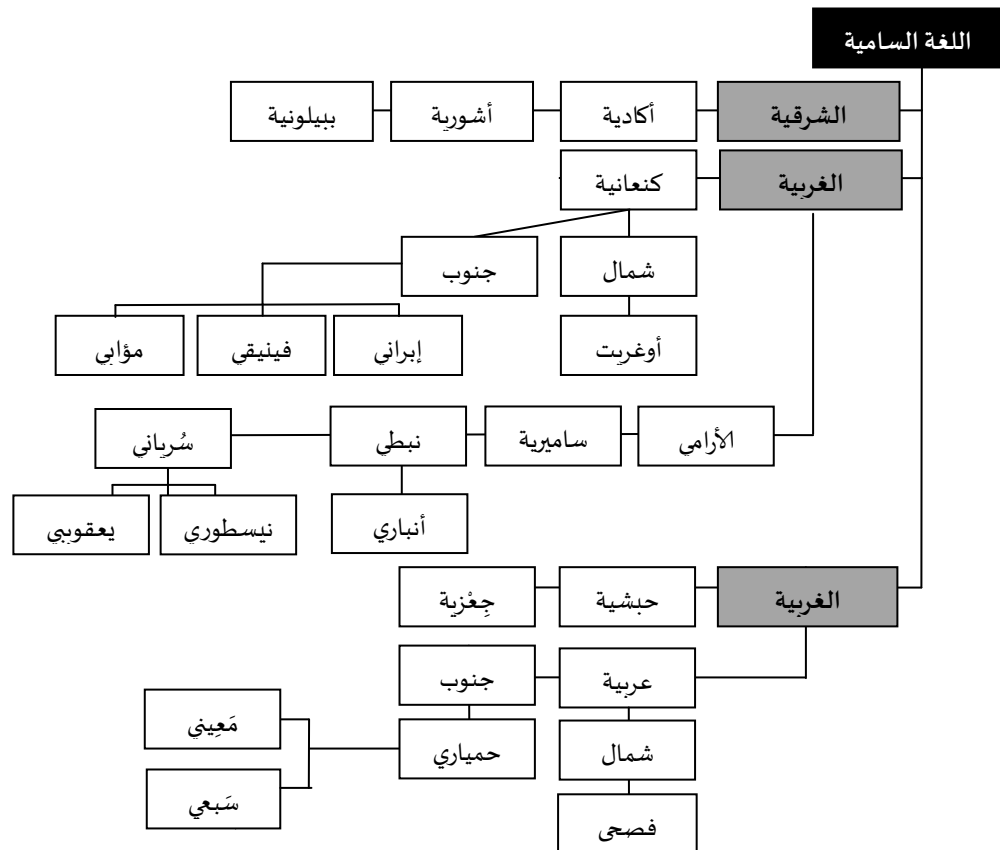 اللغة السامية
الشرقية
أكادية
أشورية
ببيلونية
الغربية
كنعانية
شمال
جنوب
أوغريت
إبراني
فينيقي
مؤابي
الأرامي
ساميرية
نبطي
سُرياني
أنباري
نيسطوري
يعقوبي
الغربية
حبشية
جِعْزية
عربية
جنوب
شمال
حمياري
مَعِيني
سَبعي
فصحى